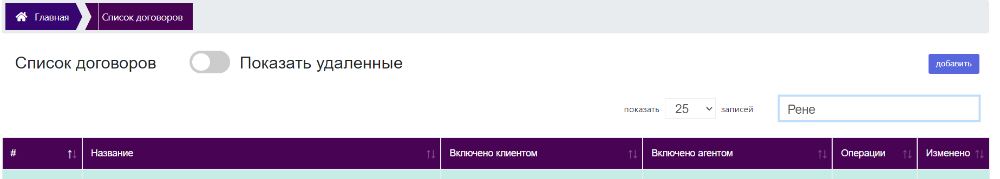 Главная Список договоров
Список договоров Показать удаленные добавить
показать 25 записей Рене
# Название Включено клиентом Включено агентом Операции Изменено